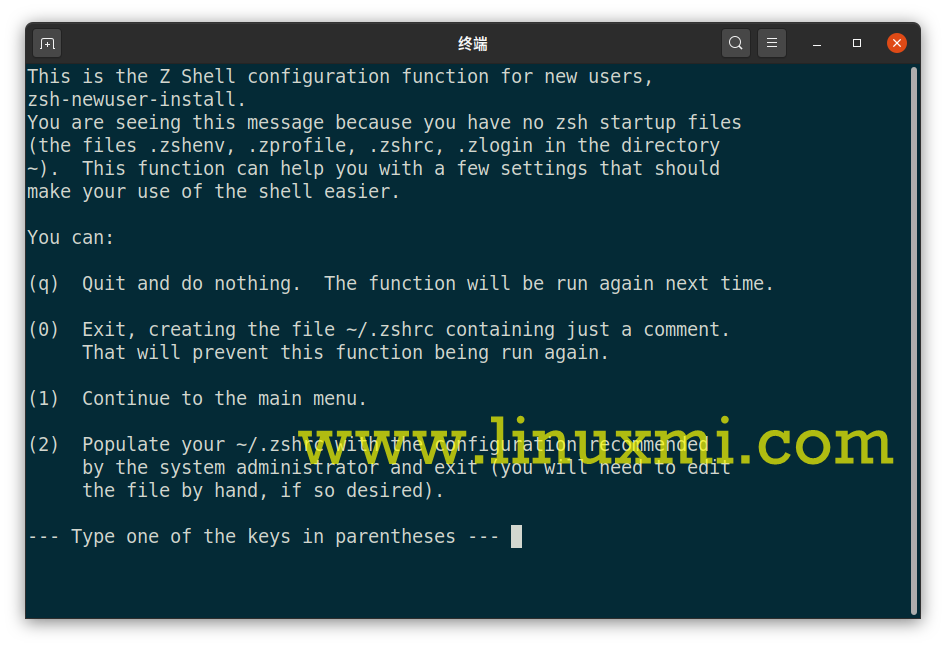 终端
This is the Z Shell configuration function for new users,
zsh-newuser-install.
You are seeing this message because you have no zsh startup files
(the files .zshenv, .zprofile, .zshrc, .zlogin in the directory
~).  This function can help you with a few settings that should
make your use of the shell easier.
You can:
(q)  Quit and do nothing.  The function will be run again next time.
(0)  Exit, creating the file ~/.zshrc containing just a comment.
That will prevent this function being run again.
(1)  Continue to the main menu.
(2)  Populate your ~/.zshrc with the configuration recommended
by the system administrator and exit (you will need to edit
the file by hand, if so desired).
--- Type one of the keys in parentheses ---
www.linuxmi.com